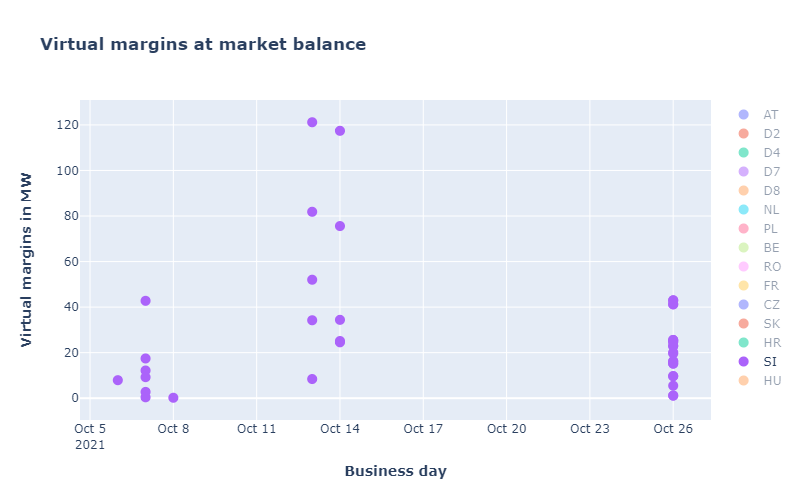 Virtual margins at market balance
Virtual margins in MW
120
100
80
60
40
20
0
Oct 5
2021
Oct 8
Oct 11
Oct 14
Oct 17
Oct 20
Oct 23
Oct 26
Business day
AT
D2
D4
D7
D8
NL
PL
BE
RO
FR
CZ
SK
HR
SI
HU